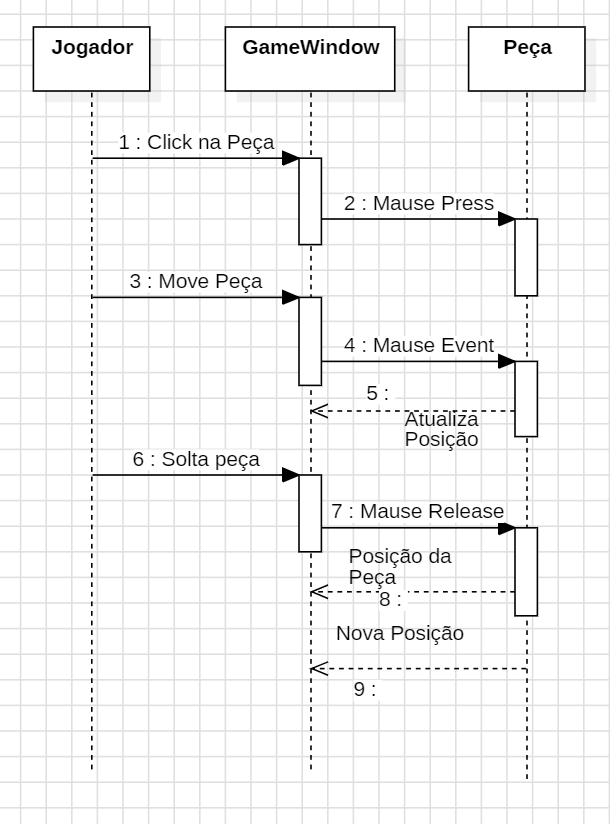 Jogador
GameWindow
Peça
1 : Click na Peça
2 : Mause Press
3 : Move Peça
4 : Mause Event
5 :
Atualiza
Posição
6 : Solta peça
7 : Mause Release
Posição da
Peça
8 :
Nova Posição
9 :